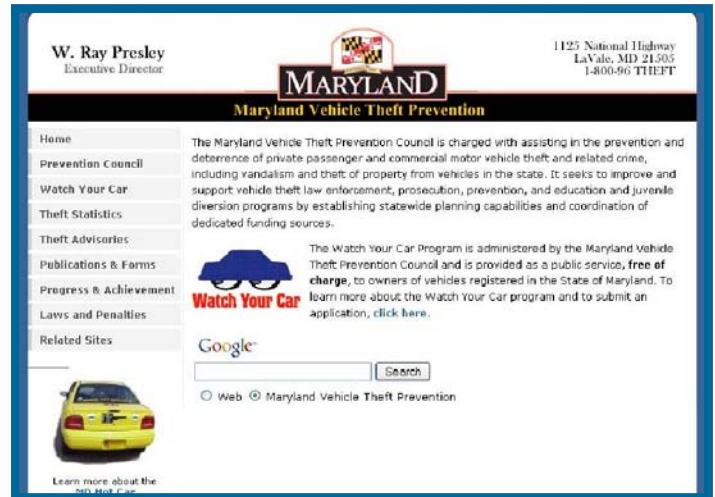 W. Ray Presley
Executive Director
MARYLAND
1125 National Highway
LaVale, MD 21505
1-800-96 THEFT
Maryland Vehicle Theft Prevention
Home
Prevention Council
Watch Your Car
Theft Statistics
Theft Advisories
Publications & Forms
Progress & Achievement
Laws and Penalties
Related Sites
Learn more about the
MD Hot Car
The Maryland Vehicle Theft Prevention Council is charged with assisting in the prevention and
deterrence of private passenger and commercial motor vehicle theft and related crime,
including vandalism and theft of property from vehicles in the state. It seeks to improve and
support vehicle theft law enforcement, prosecution, prevention, and education and juvenile
diversion programs by establishing statewide planning capabilities and coordination of
dedicated funding sources.
Watch Your Car
The Watch Your Car Program is administered by the Maryland Vehicle
Theft Prevention Council and is provided as a public service, free of
charge, to owners of vehicles registered in the State of Maryland. To
learn more about the Watch Your Car program and to submit an
application, click here.
Google
Search
Web Maryland Vehicle Theft Prevention